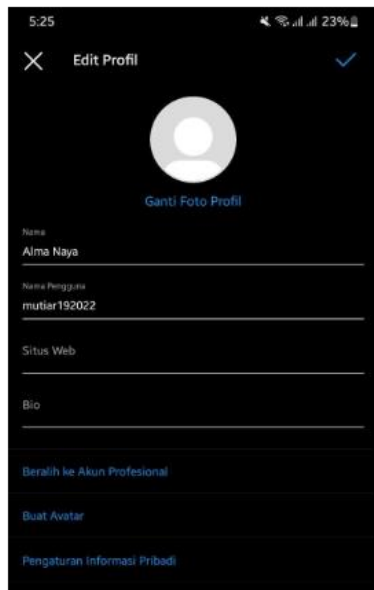 5:25 23%
Edit Profil
Ganti Foto Profil
Nama
Alma Naya
Nama Pengguna
mutiar192022
Situs Web
Bio
Beralih ke Akun Profesional
Buat Avatar
Pengaturan Informasi Pribadi